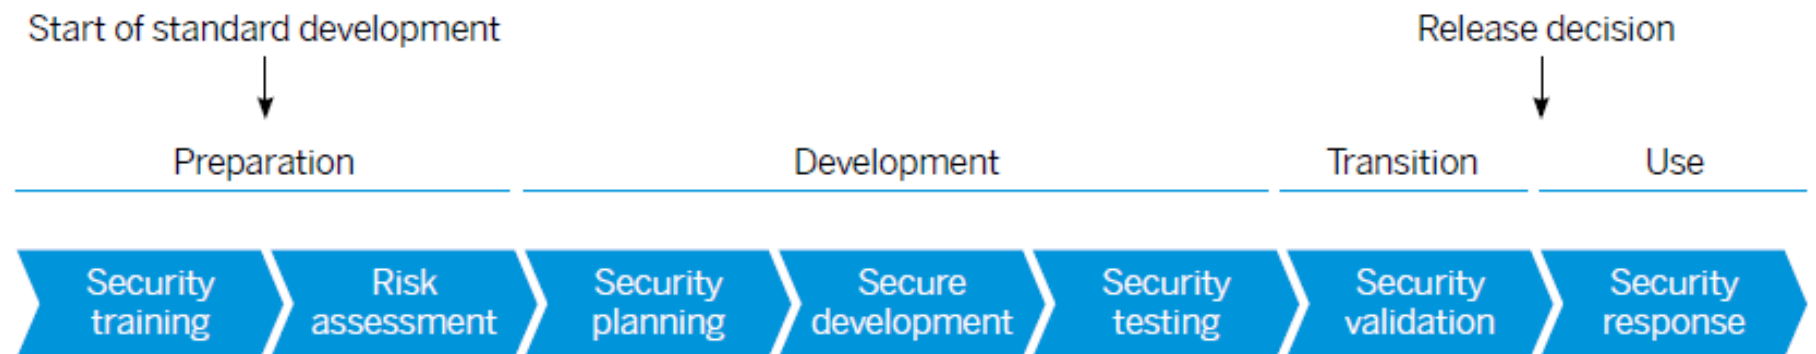 Start of standard development
Release decision
Preparation
Development
Transition
Use
Security
training
Risk
assessment
Security
planning
Secure
development
Security
testing
Security
validation
Security
response